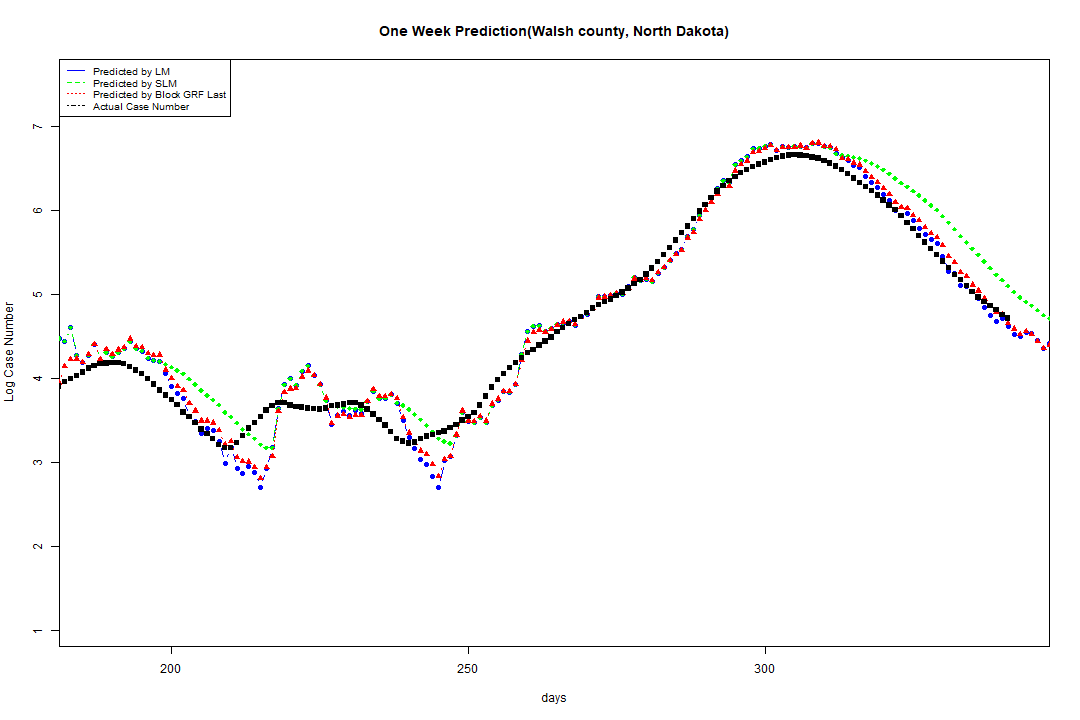 One Week Prediction(Walsh county, North Dakota)
Predicted by LM
Predicted by SLM
Predicted by Block GRF Last
Actual Case Number
7
6
5
4
3
2
1
Log Case Number
200 250 300
days